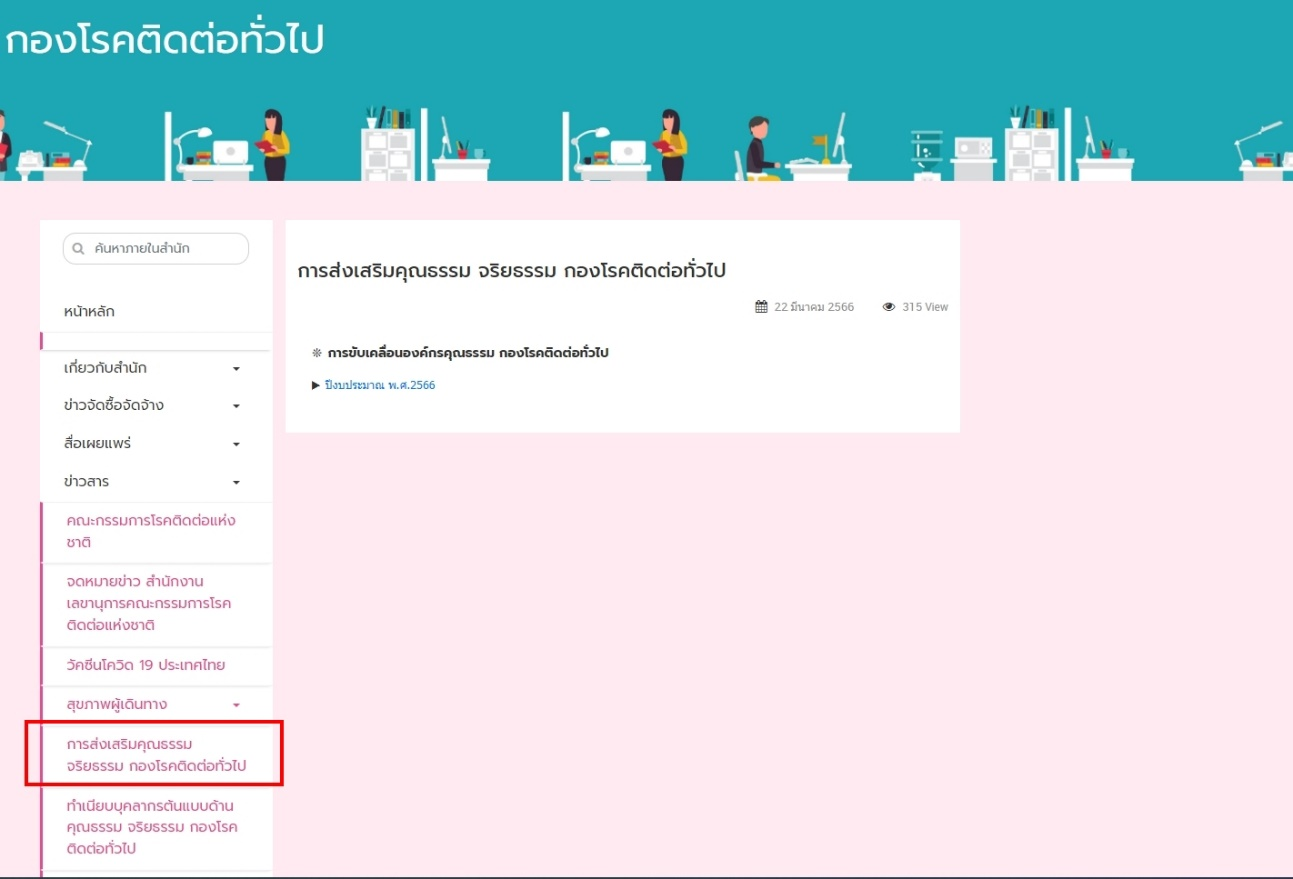 กองโรคติดต่อทั่วไป
ค้นหาภายในสำนัก
หน้าหลัก
เกี่ยวกับสำนัก
ข่าวจัดซื้อจัดจ้าง
สื่อเผยแพร่
ข่าวสาร
คณะกรรมการโรคติดต่อแห่ง
ชาติ
จดหมายข่าว สำนักงาน
เลขานุการคณะกรรมการโรค
ติดต่อแห่งชาติ
วัคซีนโควิด 19 ประเทศไทย
สุขภาพผู้เดินทาง
การส่งเสริมคุณธรรม
จริยธรรม กองโรคติดต่อทั่วไป
ทำเนียบบุคลากรต้นแบบด้าน
คุณธรรม จริยธรรม กองโรค
ติดต่อทั่วไป
การส่งเสริมคุณธรรม จริยธรรม กองโรคติดต่อทั่วไป
22 มีนาคม 2566 315 View
❊ การขับเคลื่อนองค์กรคุณธรรม กองโรคติดต่อทั่วไป
▶ ปีงบประมาณ พ.ศ.2566